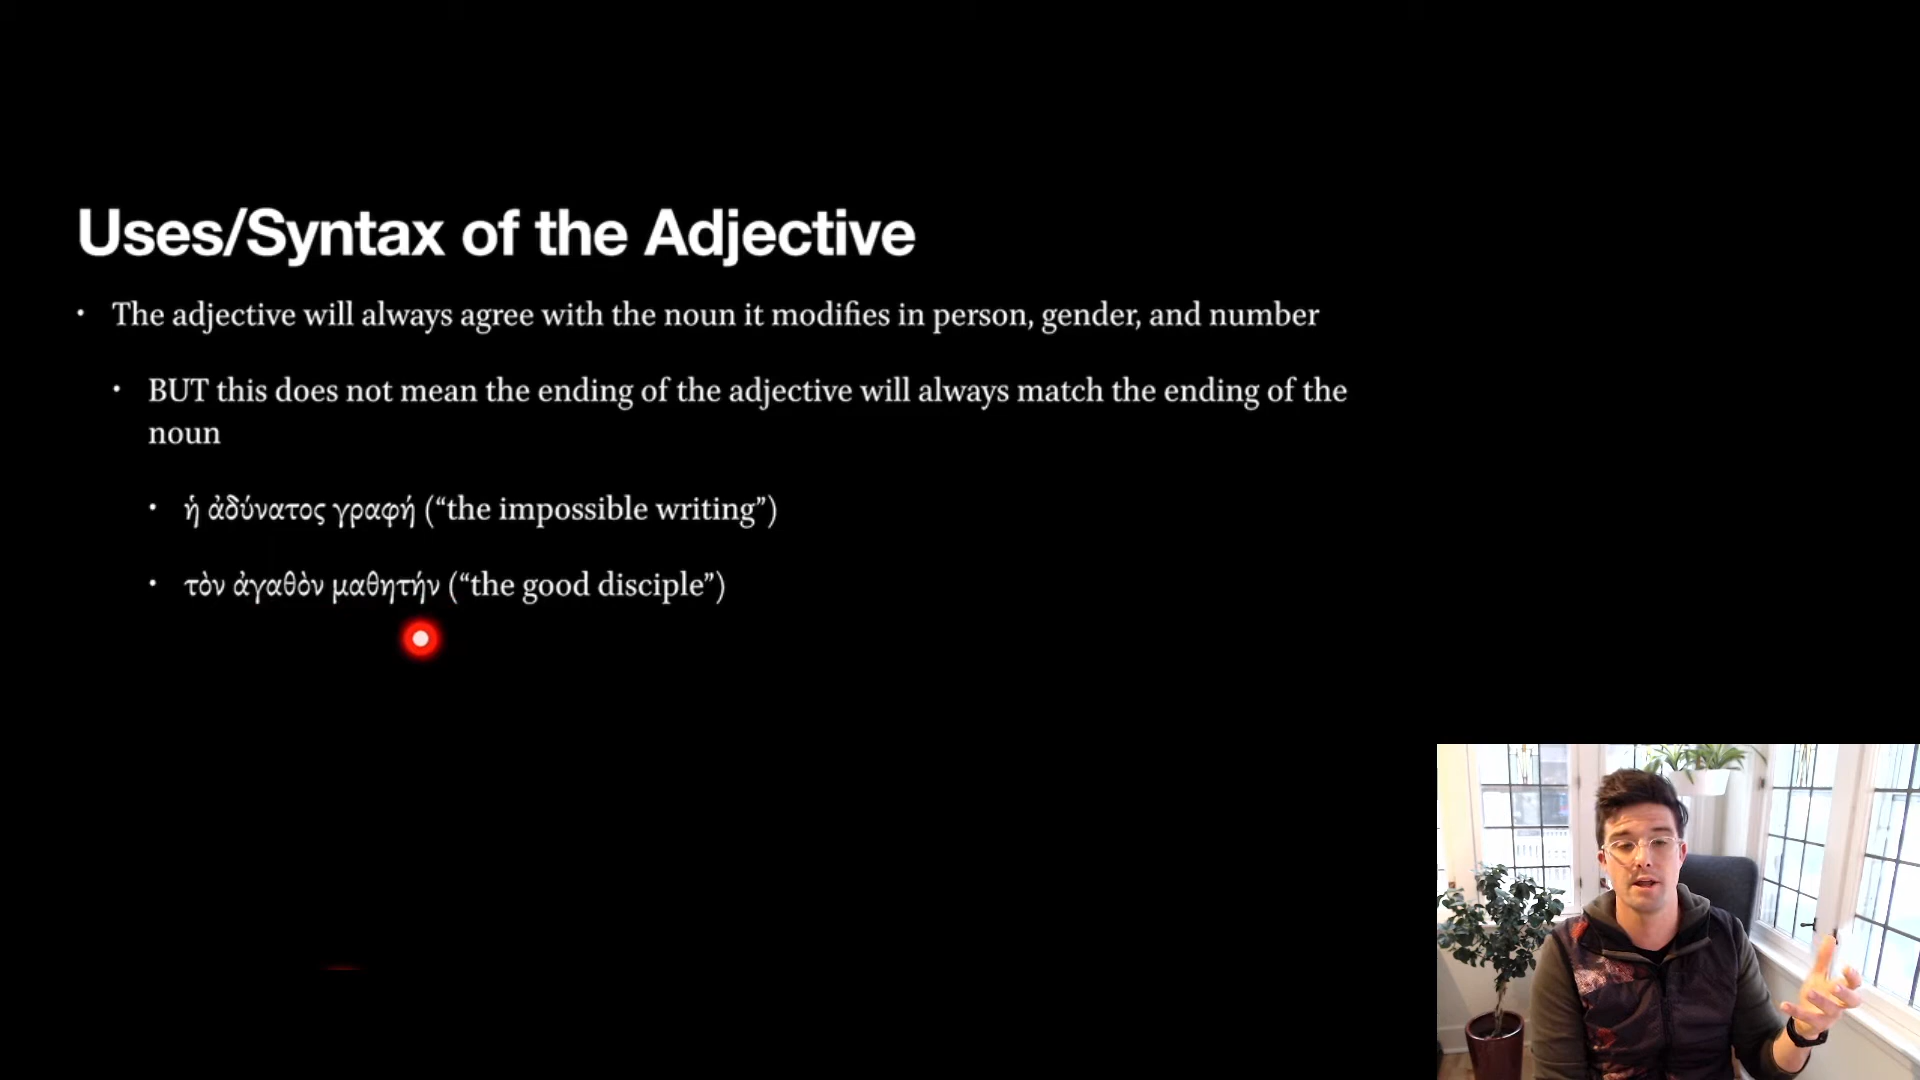 Uses/Syntax of the Adjective
• The adjective will always agree with the noun it modifies in person, gender, and number
• BUT this does not mean the ending of the adjective will always match the ending of the
noun
• ἡ ἀδύνατος γραφή (“the impossible writing”)
• τὸν ἀγαθὸν μαθητήν (“the good disciple”)